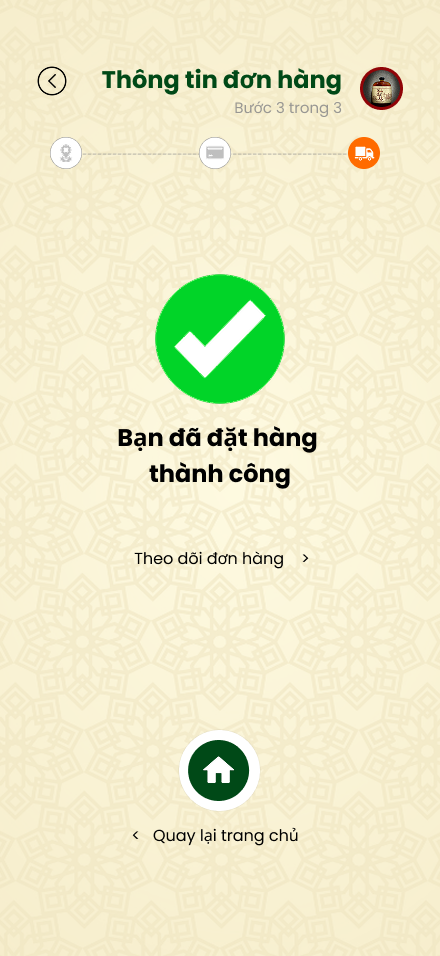 Thông tin đơn hàng
Bước 3 trong 3
Bạn đã đặt hàng
thành công
Theo dõi đơn hàng >
< Quay lại trang chủ